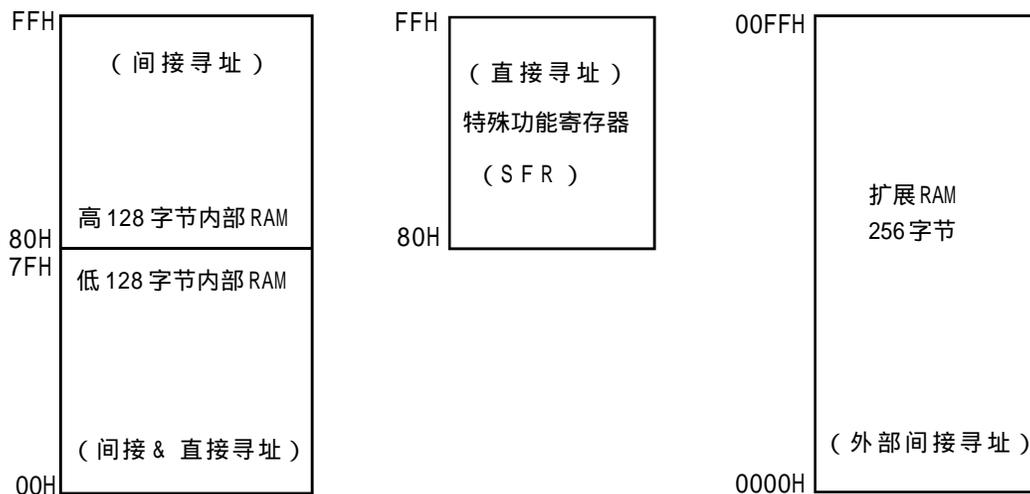 FFH
(间接寻址)
高128字节内部RAM
80H
7FH
低128字节内部RAM
(间接& 直接寻址)
00H
FFH
(直接寻址)
特殊功能寄存器
(SFR)
80H
00FFH
扩展RAM
256字节
(外部间接寻址)
0000H